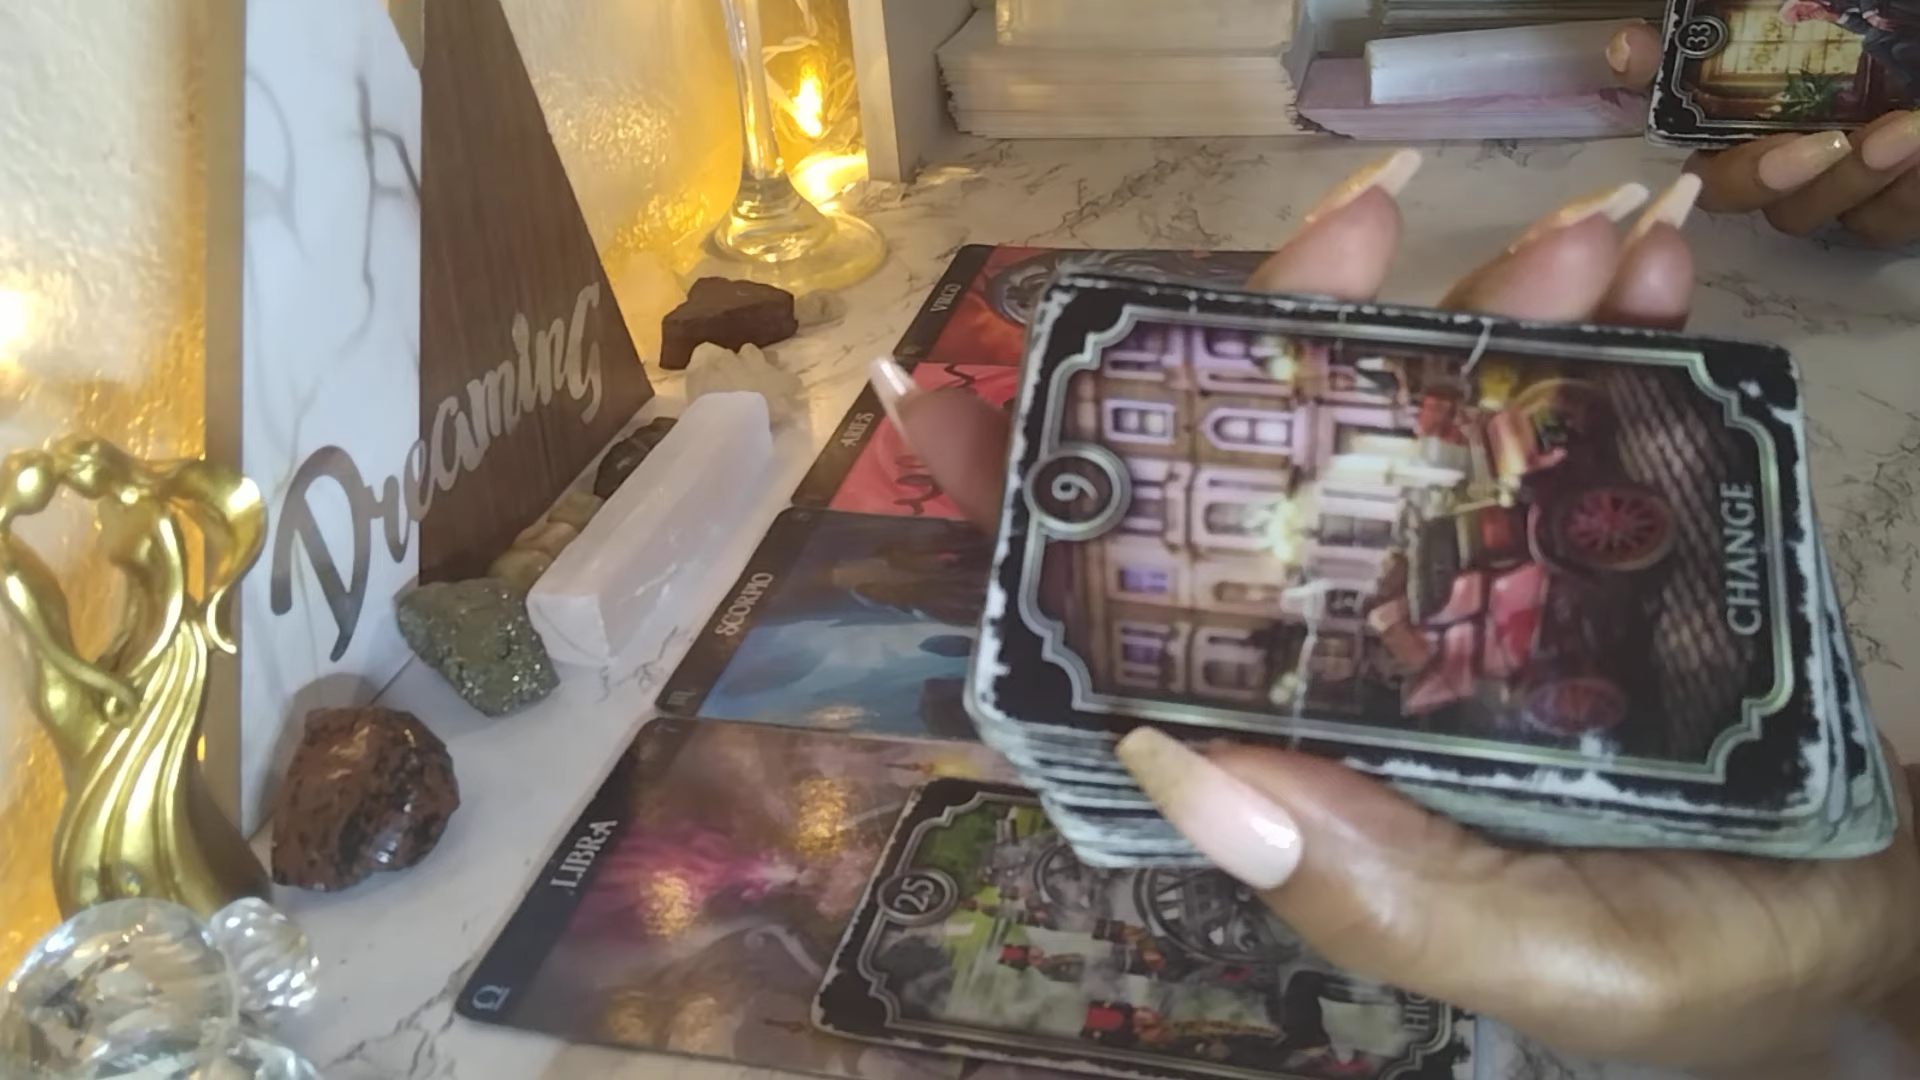 33
Dreaming
VIRGO
ARIES
SCORPIO
LIBRA
9
CHANGE
25